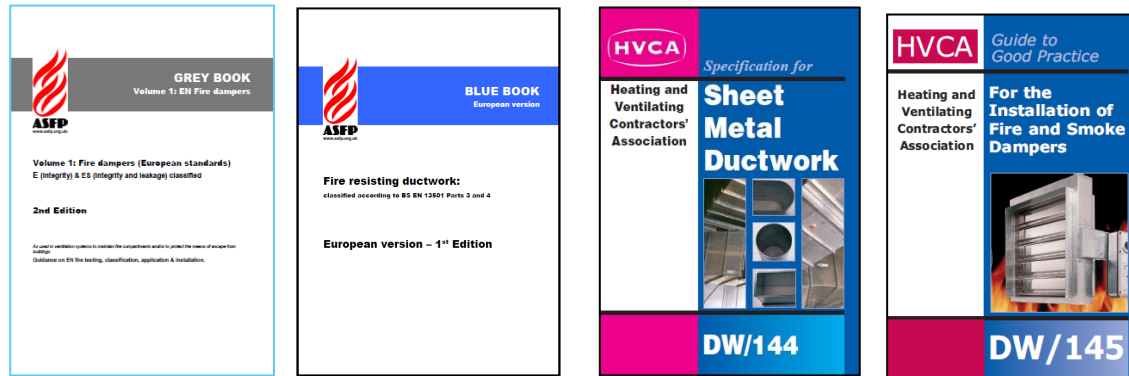 GREY BOOK
Volume 1: EN Fire dampers
ASFP
www.asfp.org.uk
Volume 1: Fire dampers (European standards)
E (integrity) & ES (integrity and leakage) classified
2nd Edition
As used in ventilation systems to maintain fire compartments and/or to protect the means of escape from
buildings
Guidance on EN fire testing, classification, application & installation.
BLUE BOOK
European version
ASFP
www.asfp.org.uk
Fire resisting ductwork:
classified according to BS EN 13501 Parts 3 and 4
European version – 1st Edition
HVCA
Specification for
Heating and
Ventilating
Contractors'
Association
Sheet
Metal
Ductwork
DW/144
HVCA
Guide to
Good Practice
Heating and
Ventilating
Contractors'
Association
For the
Installation of
Fire and Smoke
Dampers
DW/145